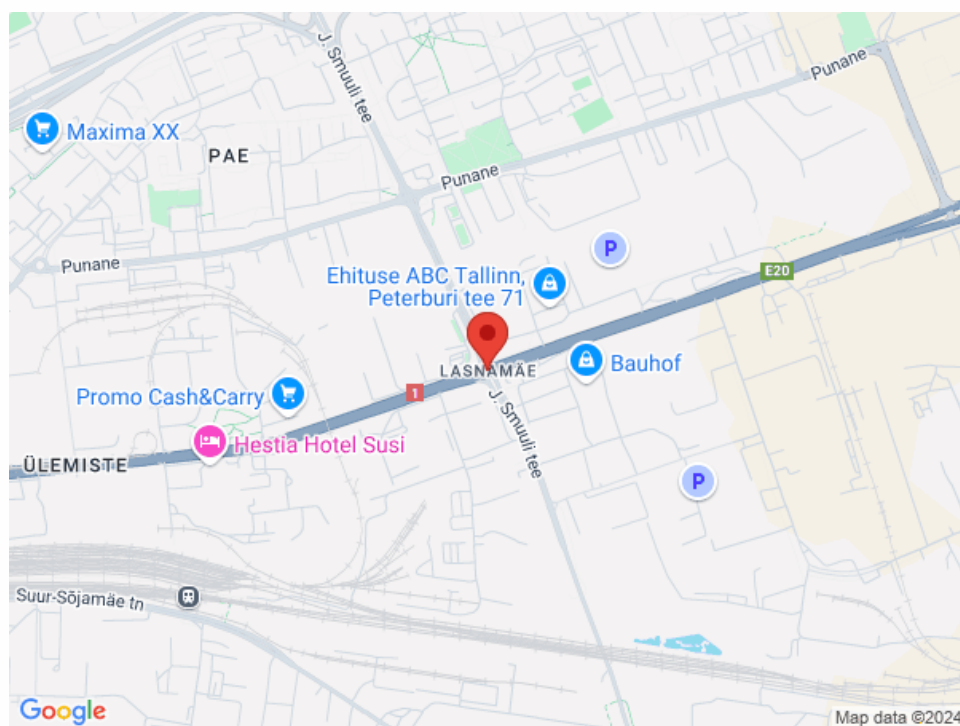 J. Smuuli tee
Punane
Maxima XX
PAE
Punane
Punane
P
Ehituse ABC Tallinn,
Peterburi tee 71
E20
LASNAMÄE
Bauhof
1
Promo Cash&Carry
J. Smuuli tee
Hestia Hotel Susi
ÜLEMISTE
P
Suur-Sõjamäe tn
Google
Map data ©2024